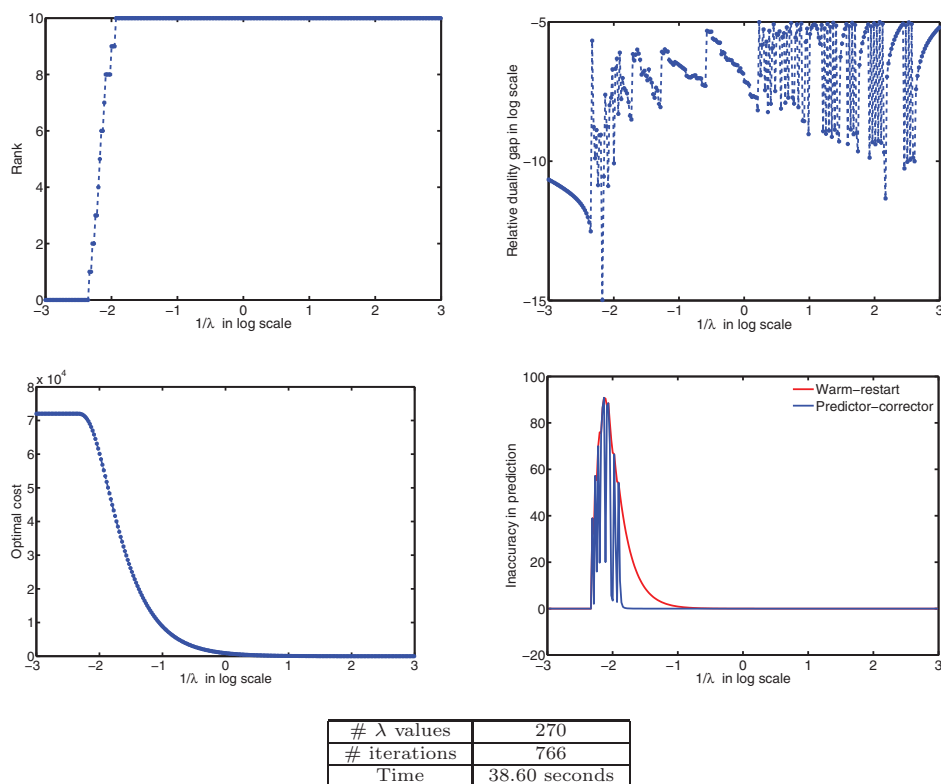 10
8
6
4
2
0
Rank
−3 −2 −1 0 1 2 3
1/λ in log scale
−5
−10
−15
Relative duality gap in log scale
−3 −2 −1 0 1 2 3
1/λ in log scale
8 x 10^4
7
6
5
4
3
2
1
0
Optimal cost
−3 −2 −1 0 1 2 3
1/λ in log scale
100
80
60
40
20
0
−20
Inaccuracy in prediction
Warm−restart
Predictor−corrector
−3 −2 −1 0 1 2 3
1/λ in log scale
# λ values 270
# iterations 766
Time 38.60 seconds